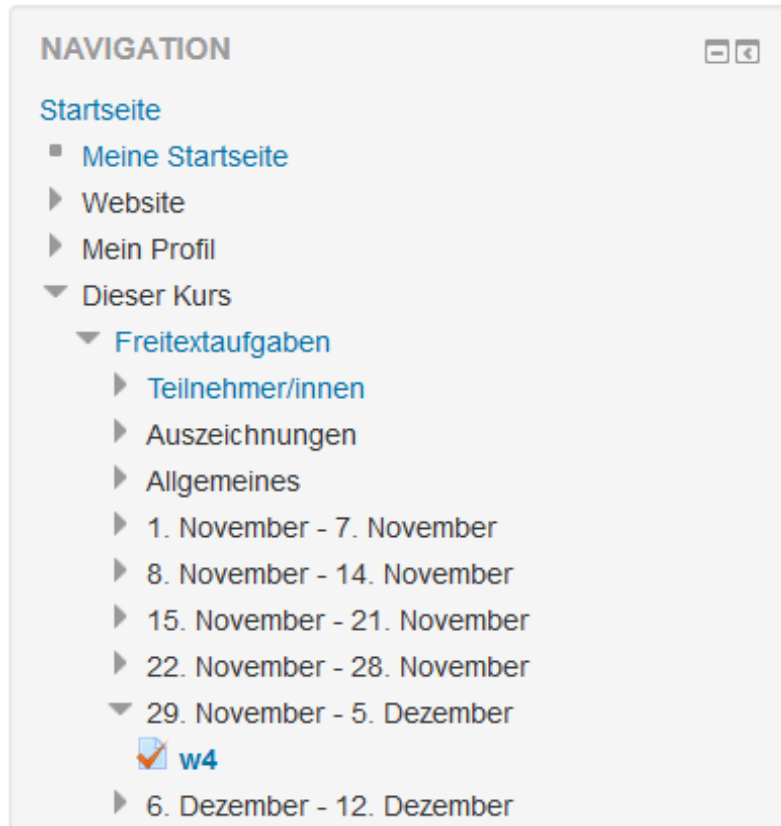 NAVIGATION
Startseite
Meine Startseite
Website
Mein Profil
Dieser Kurs
Freitextaufgaben
Teilnehmer/innen
Auszeichnungen
Allgemeines
1. November - 7. November
8. November - 14. November
15. November - 21. November
22. November - 28. November
29. November - 5. Dezember
w4
6. Dezember - 12. Dezember